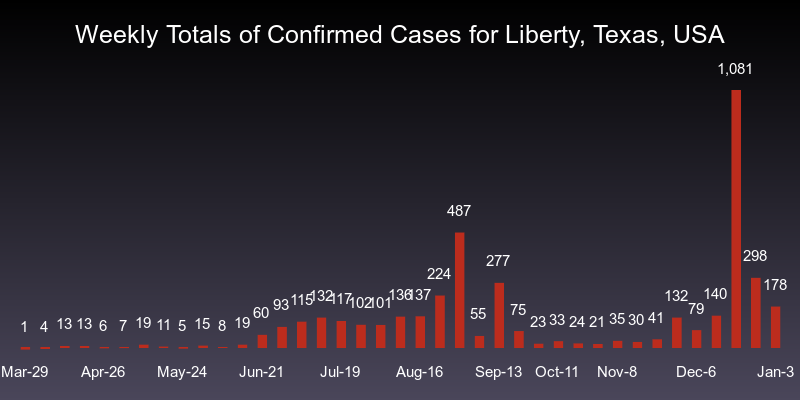 Weekly Totals of Confirmed Cases for Liberty, Texas, USA
1 4 13 13 6 7 19 11 5 15 8 19 60 93 115 132 117 102 101 136 137 224 487 55 277 75 23 33 24 21 35 30 41 132 79 140 1,081 298 178
Mar-29 Apr-26 May-24 Jun-21 Jul-19 Aug-16 Sep-13 Oct-11 Nov-8 Dec-6 Jan-3